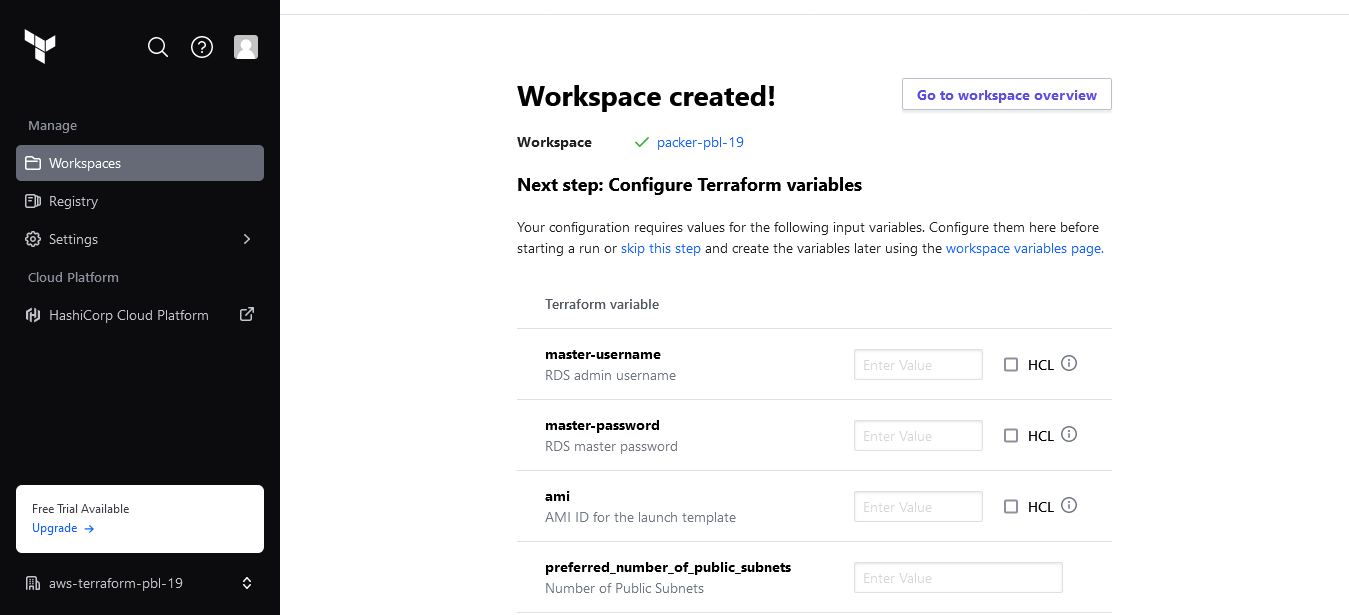 Manage
Workspaces
Registry
Settings
Cloud Platform
HashiCorp Cloud Platform
Free Trial Available
Upgrade →
aws-terraform-pbl-19
Workspace created!
Go to workspace overview
Workspace packer-pbl-19
Next step: Configure Terraform variables
Your configuration requires values for the following input variables. Configure them here before
starting a run or skip this step and create the variables later using the workspace variables page.
Terraform variable
master-username
RDS admin username
Enter Value
HCL
master-password
RDS master password
Enter Value
HCL
ami
AMI ID for the launch template
Enter Value
HCL
preferred_number_of_public_subnets
Number of Public Subnets
Enter Value